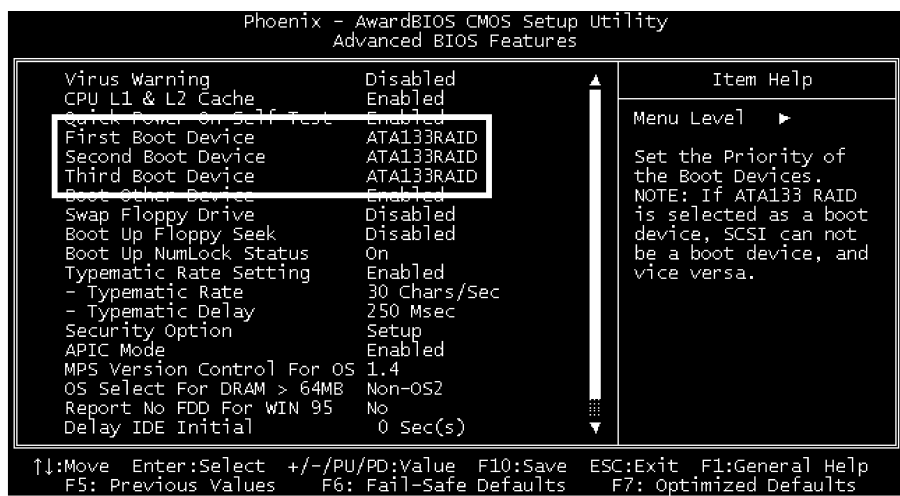 Phoenix - AwardBIOS CMOS Setup Utility
Advanced BIOS Features
Virus Warning Disabled
CPU L1 & L2 Cache Enabled
Quick Power On Self Test Enabled
First Boot Device ATA133RAID
Second Boot Device ATA133RAID
Third Boot Device ATA133RAID
Boot Other Device Enabled
Swap Floppy Drive Disabled
Boot Up Floppy Seek Disabled
Boot Up NumLock Status On
Typematic Rate Setting Enabled
- Typematic Rate 30 Chars/Sec
- Typematic Delay 250 Msec
Security Option Setup
APIC Mode Enabled
MPS Version Control For OS 1.4
OS Select For DRAM > 64MB Non-OS2
Report No FDD For WIN 95 No
Delay IDE Initial 0 Sec(s)
Item Help
Menu Level ►
Set the Priority of
the Boot Devices.
NOTE: If ATA133 RAID
is selected as a boot
device, SCSI can not
be a boot device, and
vice versa.
↑↓:Move Enter:Select +/-/PU/PD:Value F10:Save ESC:Exit F1:General Help
F5: Previous Values F6: Fail-Safe Defaults F7: Optimized Defaults